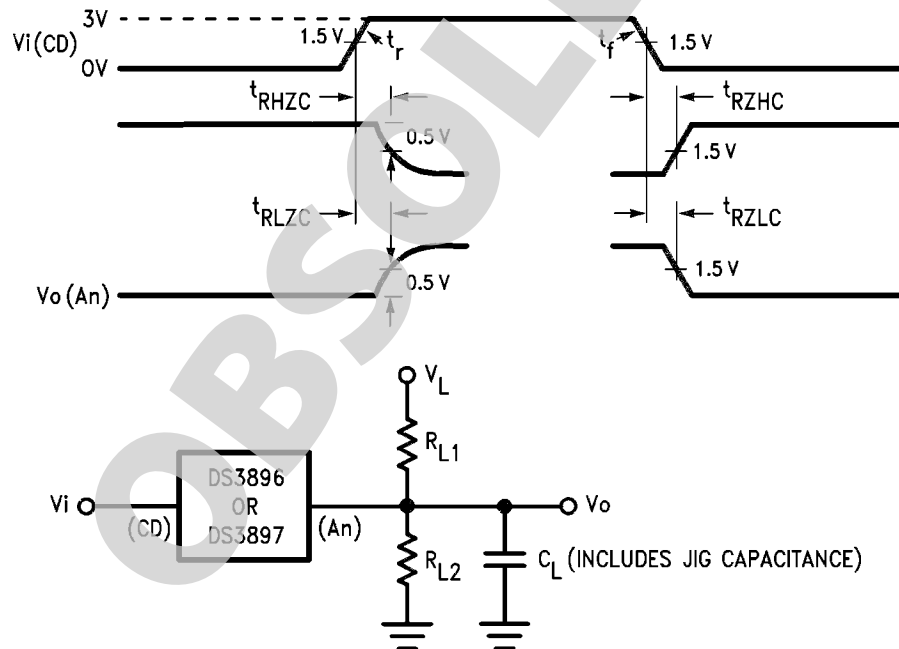 3V
Vi (CD)
0V
1.5 V
tr
tf
1.5 V
tRHZC
tRZHC
0.5 V
1.5 V
tRLZC
tRZLC
0.5 V
1.5 V
Vo (An)
VL
RL1
Vi
(CD)
DS3896
OR
DS3897
(An)
Vo
RL2
CL (INCLUDES JIG CAPACITANCE)
OBSOLE